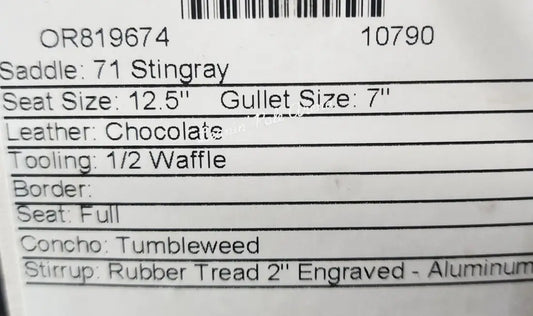 OR819674 10790
Saddle: 71 Stingray
Seat Size: 12.5" Gullet Size: 7"
Leather: Chocolate
Tooling: 1/2 Waffle
Border:
Seat: Full
Concho: Tumbleweed
Stirrup: Rubber Tread 2" Engraved - Aluminum